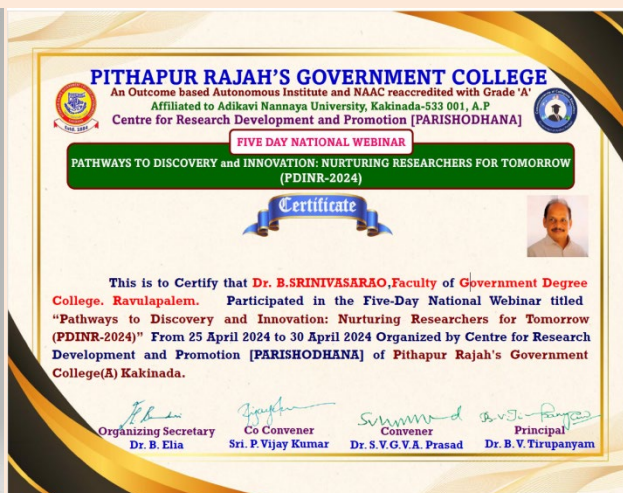 PITHAPUR RAJAH'S GOVERNMENT COLLEGE
An Outcome based Autonomous Institute and NAAC reaccredited with Grade 'A'
Affiliated to Adikavi Nannaya University, Kakinada-533 001, A.P
Centre for Research Development and Promotion [PARISHODHANA]
FIVE DAY NATIONAL WEBINAR
PATHWAYS TO DISCOVERY and INNOVATION: NURTURING RESEARCHERS FOR TOMORROW
(PDINR-2024)
Certificate
This is to Certify that Dr. B.SRINIVASARAO,Faculty of Government Degree
College. Ravulapalem. Participated in the Five-Day National Webinar titled
“Pathways to Discovery and Innovation: Nurturing Researchers for Tomorrow
(PDINR-2024)” From 25 April 2024 to 30 April 2024 Organized by Centre for Research
Development and Promotion [PARISHODHANA] of Pithapur Rajah's Government
College(A) Kakinada.
Organizing Secretary
Dr. B. Elia
Co Convener
Sri. P. Vijay Kumar
Convener
Dr. S.V.G.V.A. Prasad
Principal
Dr. B. V. Tirupanyam